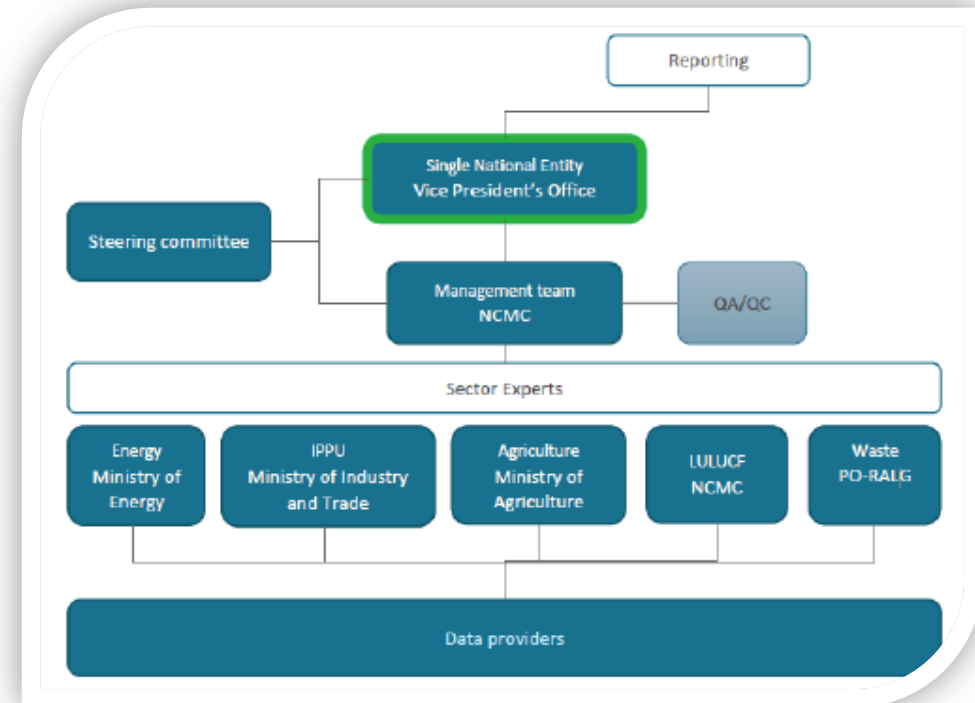 Reporting
Single National Entity
Vice President's Office
Steering committee
Management team
NCMC
QA/QC
Sector Experts
Energy
Ministry of
Energy
IPPU
Ministry of Industry
and Trade
Agriculture
Ministry of
Agriculture
LULUCF
NCMC
Waste
PO-RALG
Data providers